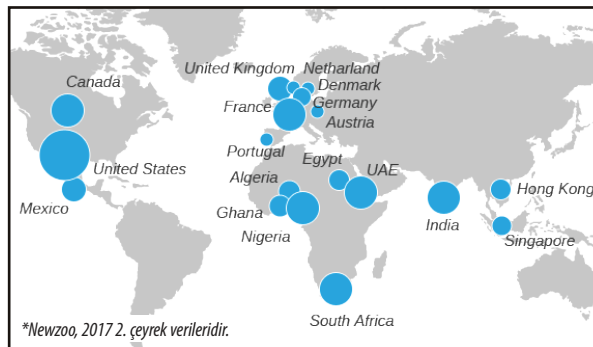 Canada
United Kingdom
Netharland
Denmark
France
Germany
Austria
United States
Portugal
Egypt
UAE
Algeria
Mexico
Ghana
Nigeria
India
Hong Kong
Singapore
South Africa
*Newzoo, 2017 2. çeyrek verileridir.